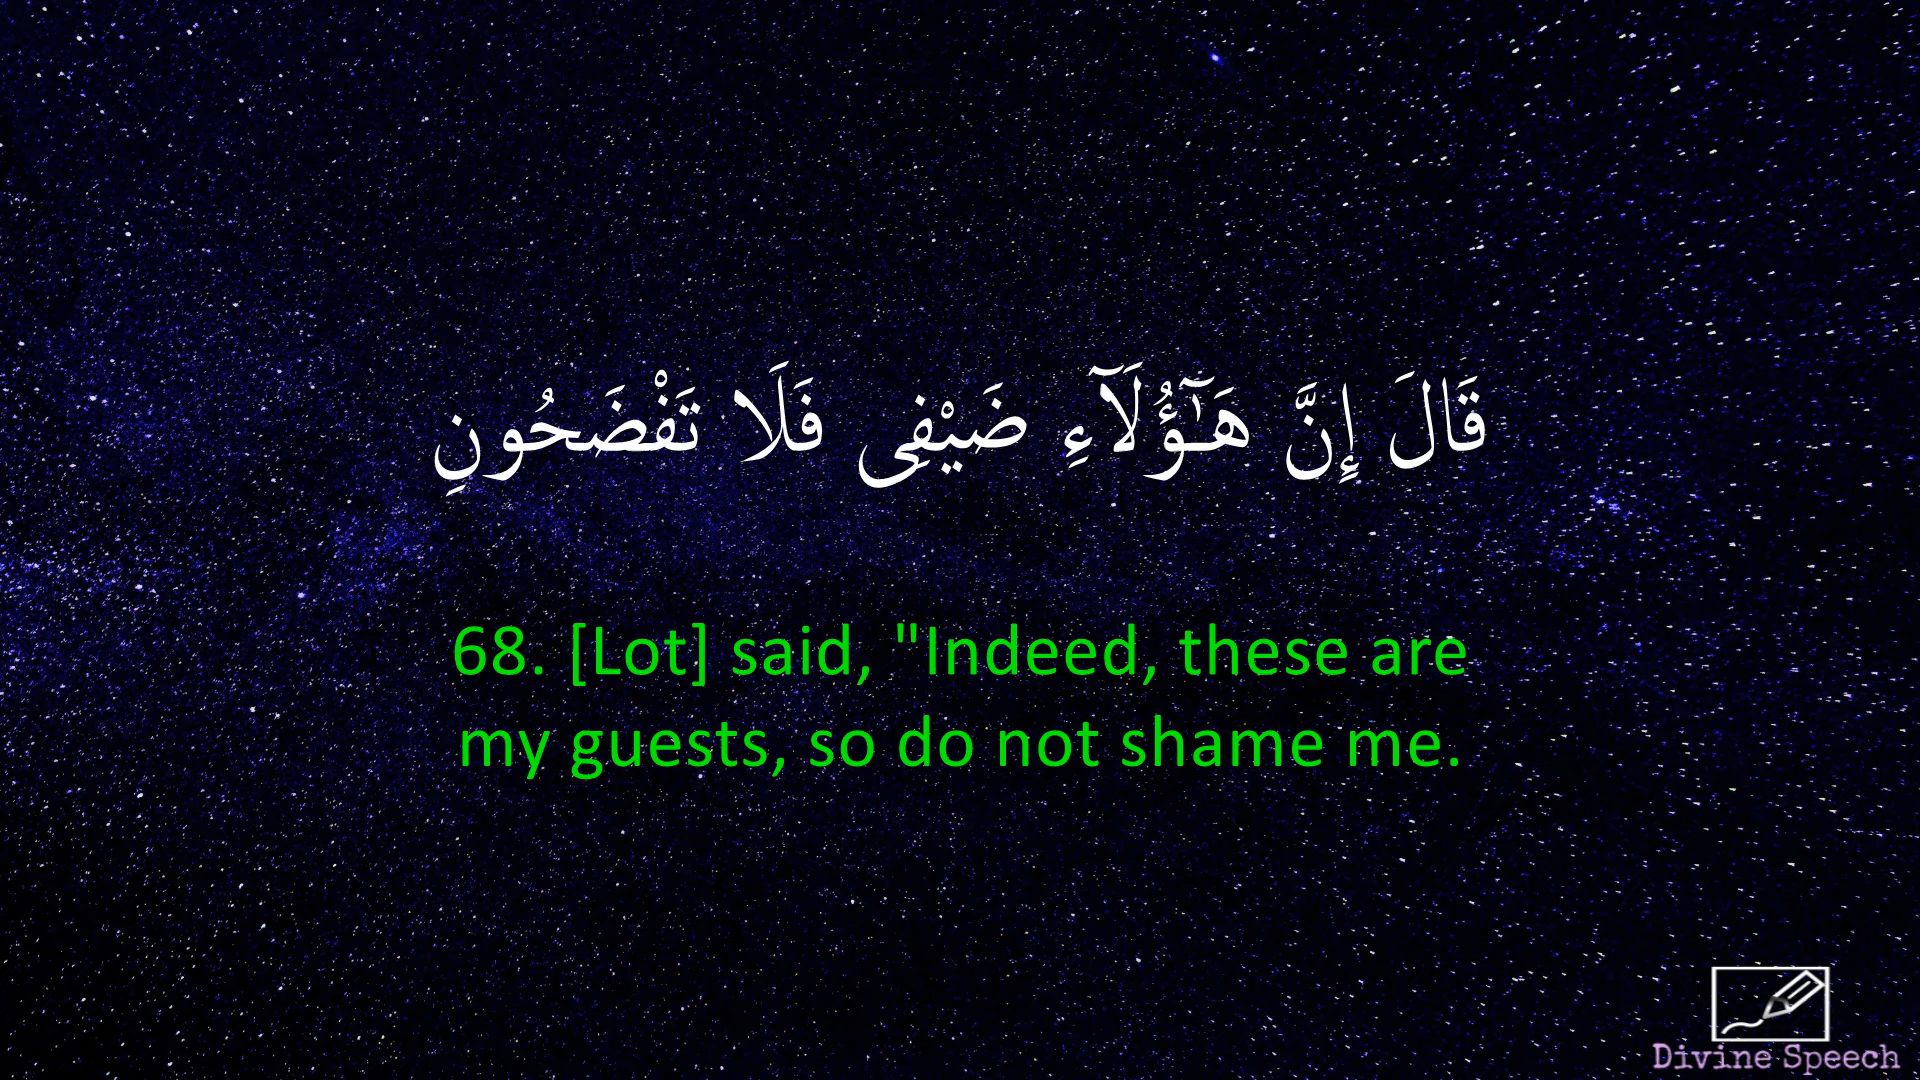 قَالَ إِنَّ هَـٰٓؤُلَآءِ ضَيْفِى فَلَا تَفْضَحُونِ
68. [Lot] said, "Indeed, these are
my guests, so do not shame me.
Divine Speech